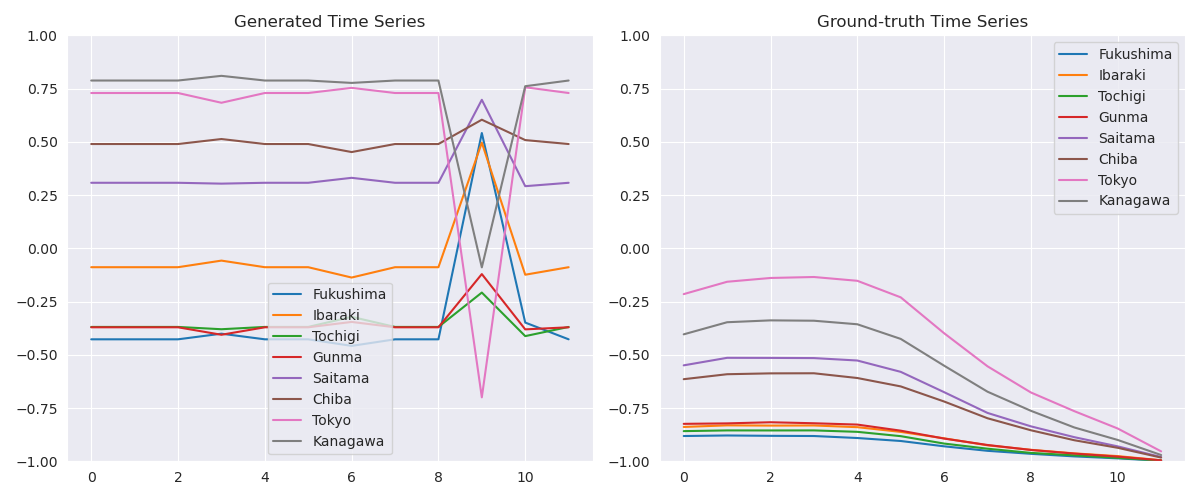 Generated Time Series
1.00
0.75
0.50
0.25
0.00
−0.25
−0.50
−0.75
−1.00
0 2 4 6 8 10
Fukushima
Ibaraki
Tochigi
Gunma
Saitama
Chiba
Tokyo
Kanagawa
Ground-truth Time Series
1.00
0.75
0.50
0.25
0.00
−0.25
−0.50
−0.75
−1.00
0 2 4 6 8 10
Fukushima
Ibaraki
Tochigi
Gunma
Saitama
Chiba
Tokyo
Kanagawa